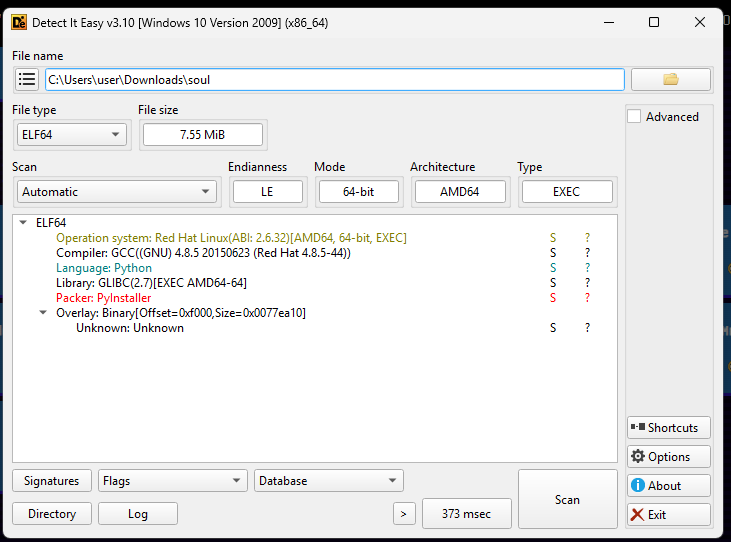 Detect It Easy v3.10 [Windows 10 Version 2009] (x86_64)
File name
C:\Users\user\Downloads\soul
File type File size
ELF64 7.55 MiB
Advanced
Scan Endianness Mode Architecture Type
Automatic LE 64-bit AMD64 EXEC
ELF64
Operation system: Red Hat Linux(ABI: 2.6.32)[AMD64, 64-bit, EXEC] S ?
Compiler: GCC((GNU) 4.8.5 20150623 (Red Hat 4.8.5-44)) S ?
Language: Python S ?
Library: GLIBC(2.7)[EXEC AMD64-64] S ?
Packer: PyInstaller S ?
Overlay: Binary[Offset=0xf000,Size=0x0077ea10]
Unknown: Unknown S ?
Shortcuts
Options
About
Exit
Signatures Flags Database
Directory Log > 373 msec
Scan